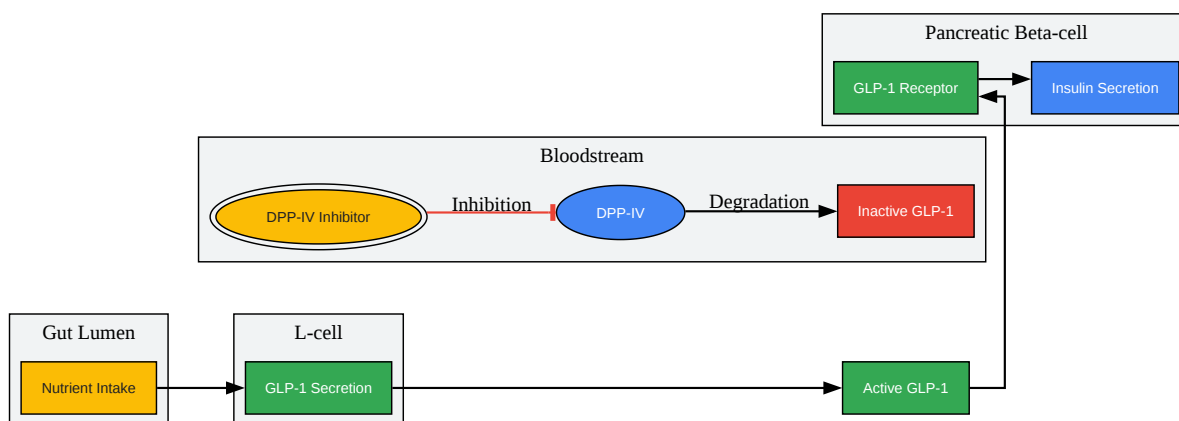 Pancreatic Beta-cell
GLP-1 Receptor
Insulin Secretion
Bloodstream
DPP-IV Inhibitor
Inhibition
DPP-IV
Degradation
Inactive GLP-1
Gut Lumen
L-cell
Nutrient Intake
GLP-1 Secretion
Active GLP-1